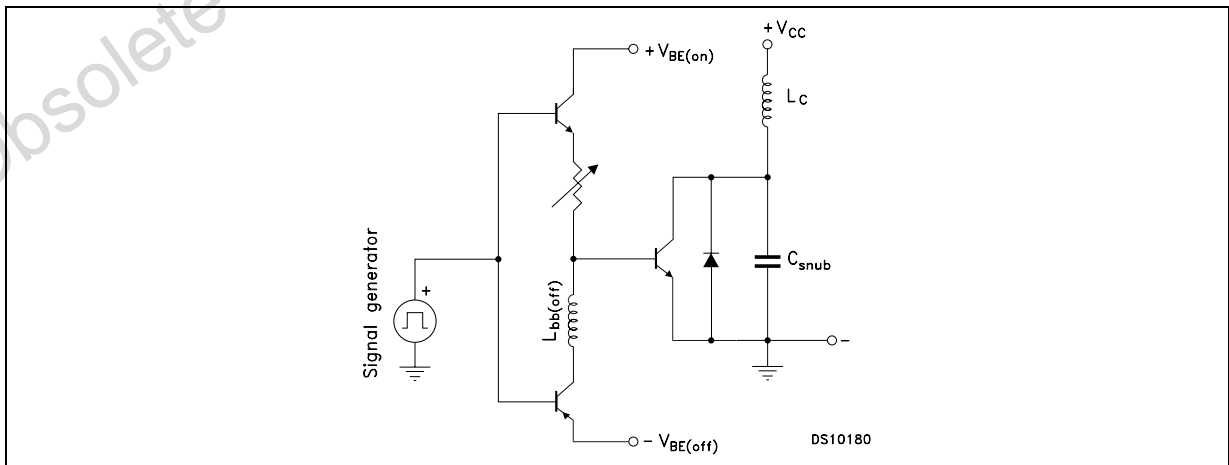 obsolete
+ VBE(on)
+ VCC
LC
Signal generator
+
Lbb(off)
Csnub
-
- VBE(off)
DS10180